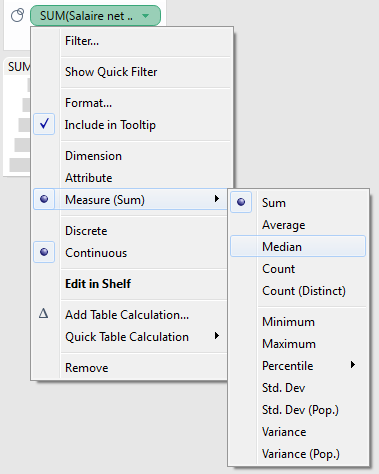 SUM(Salaire net ..
Filter...
Show Quick Filter
SUM
Format...
Include in Tooltip
Dimension
Attribute
Measure (Sum)
Discrete
Continuous
Edit in Shelf
Add Table Calculation...
Quick Table Calculation
Remove
Sum
Average
Median
Count
Count (Distinct)
Minimum
Maximum
Percentile
Std. Dev
Std. Dev (Pop.)
Variance
Variance (Pop.)